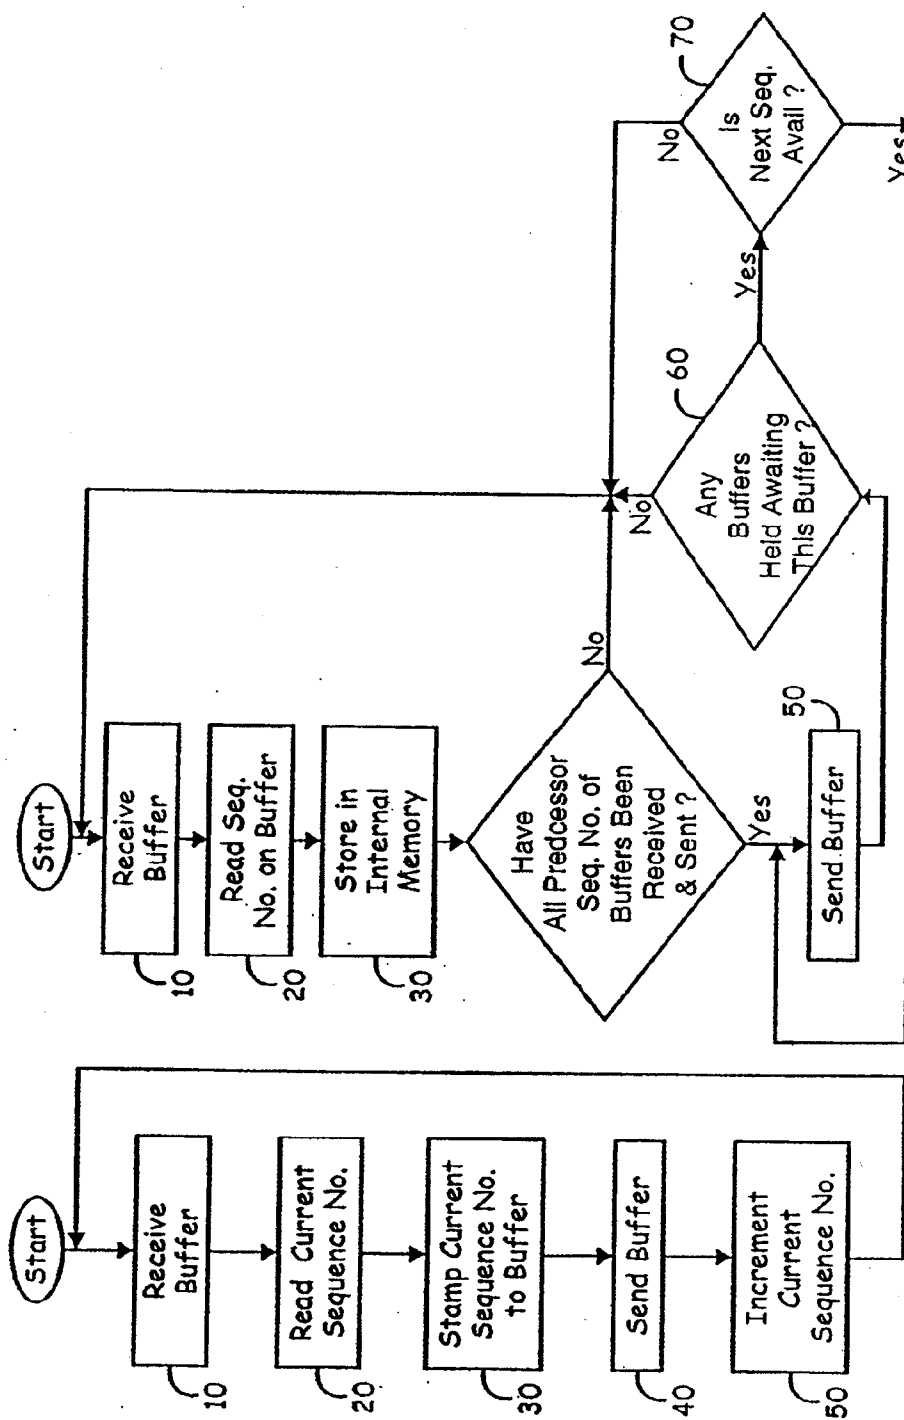 Start
Receive
Buffer
10
Read Current
Sequence No.
20
Stamp Current
Sequence No.
to Buffer
30
Send Buffer
40
Increment
Current
Sequence No.
50
Start
Receive
Buffer
10
Read Seq.
No. on Buffer
20
Store in
Internal
Memory
30
Have
All Predcessor
Seq. No. of
Buffers Been
Received
& Sent ?
No
Yes
Send Buffer
50
Any
Buffers
Held Awaiting
This Buffer ?
60
No
Yes
Is
Next Seq.
Avail ?
70
No
Yes